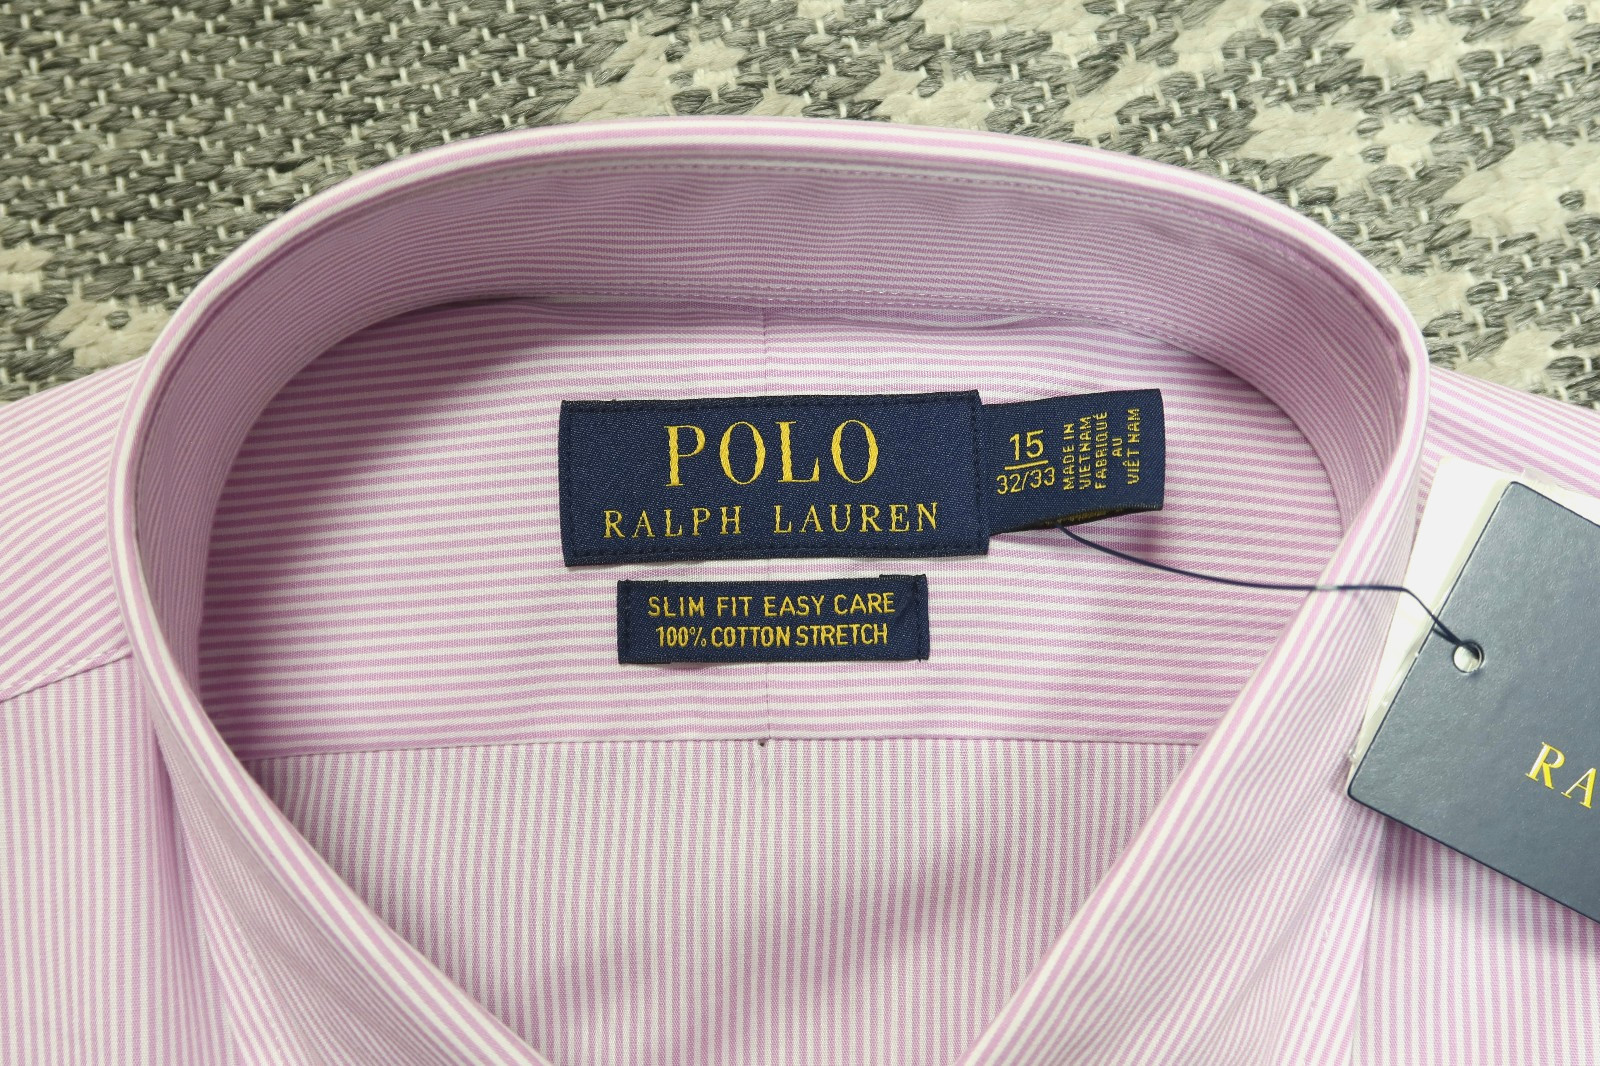 POLO
RALPH LAUREN
15
32/33
MADE IN
VIETNAM
FABRIQUÉ
AU
VIÊT NAM
SLIM FIT EASY CARE
100% COTTON STRETCH
RA